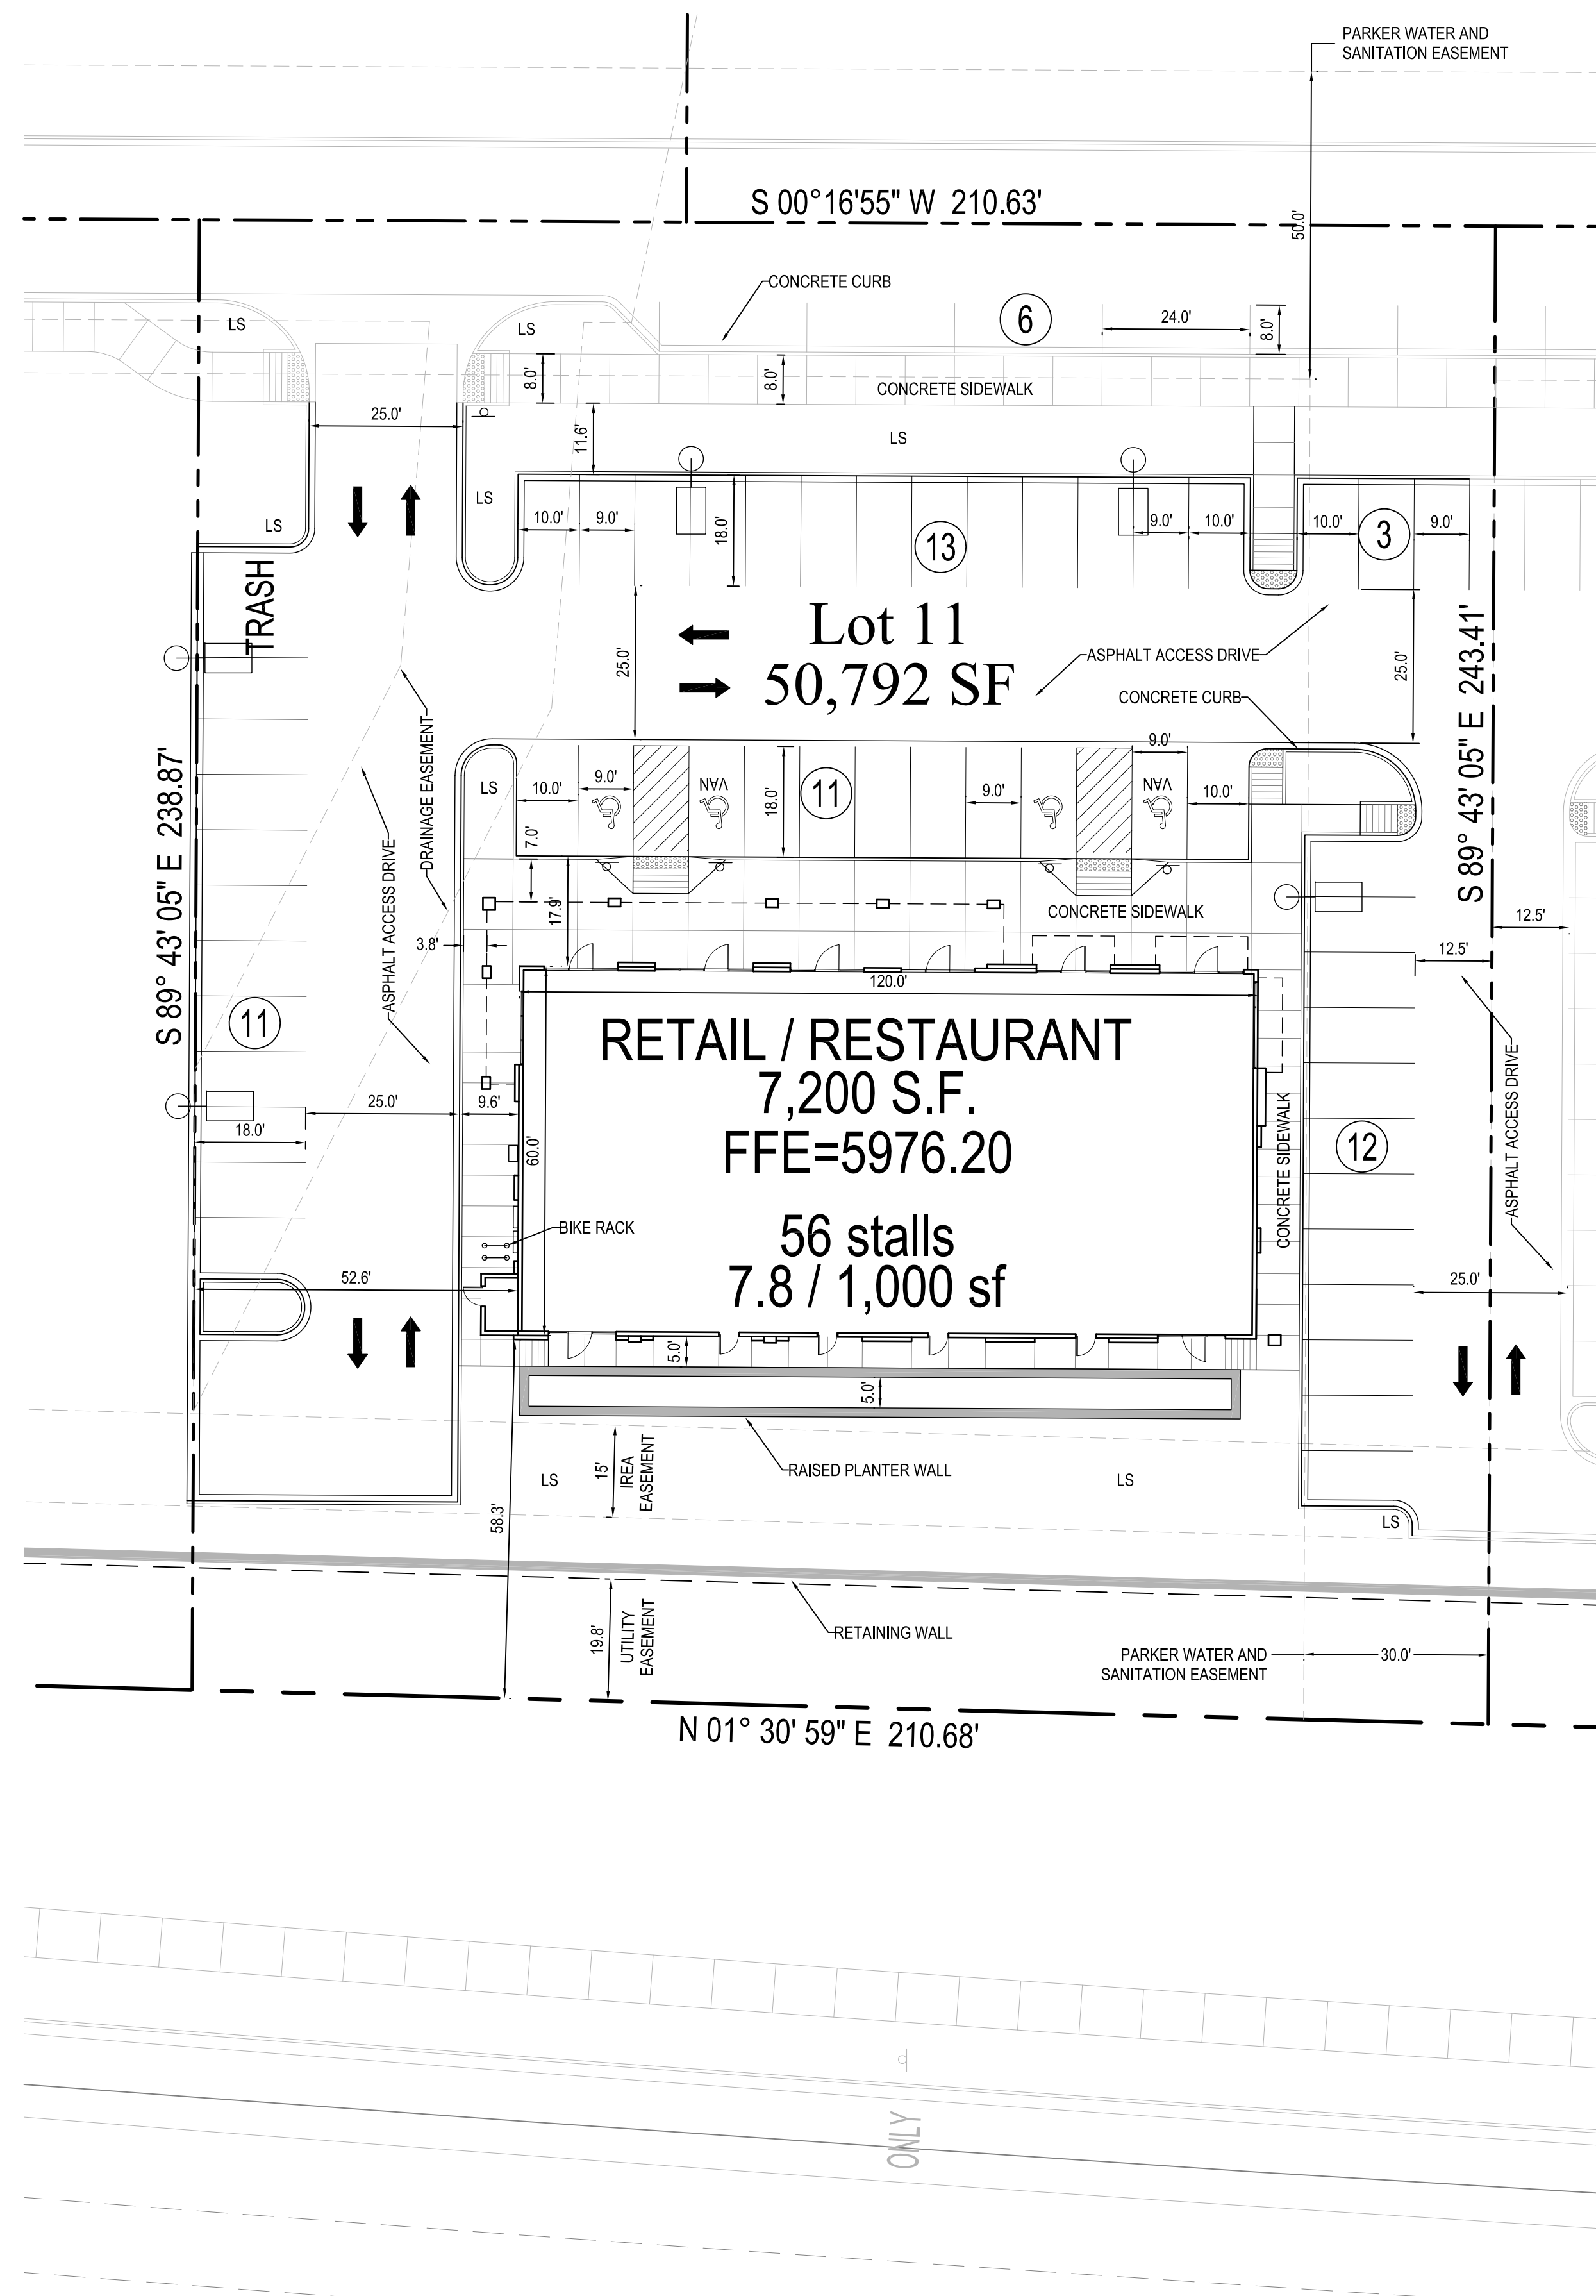 PARKER WATER AND
SANITATION EASEMENT
S 00°16'55" W 210.63'
50.0'
CONCRETE CURB
6
24.0'
8.0'
LS
LS
8.0'
8.0'
CONCRETE SIDEWALK
25.0'
11.6'
LS
LS
LS
10.0'
9.0'
18.0'
13
9.0'
10.0'
10.0'
3
9.0'
TRASH
25.0'
Lot 11
50,792 SF
ASPHALT ACCESS DRIVE
25.0'
S 89° 43' 05" E 243.41'
CONCRETE CURB
S 89° 43' 05" E 238.87'
DRAINAGE EASEMENT
ASPHALT ACCESS DRIVE
LS
10.0'
9.0'
VAN
18.0'
11
9.0'
9.0'
VAN
10.0'
7.0'
17.9'
CONCRETE SIDEWALK
3.8'
12.5'
12.5'
120.0'
11
RETAIL / RESTAURANT
7,200 S.F.
FFE=5976.20
56 stalls
7.8 / 1,000 sf
25.0'
9.6'
18.0'
60.0'
BIKE RACK
CONCRETE SIDEWALK
12
ASPHALT ACCESS DRIVE
52.6'
25.0'
5.0'
5.0'
RAISED PLANTER WALL
LS
15'
IREA
EASEMENT
LS
58.3'
LS
19.8'
UTILITY
EASEMENT
RETAINING WALL
PARKER WATER AND
SANITATION EASEMENT
30.0'
N 01° 30' 59" E 210.68'
ONLY